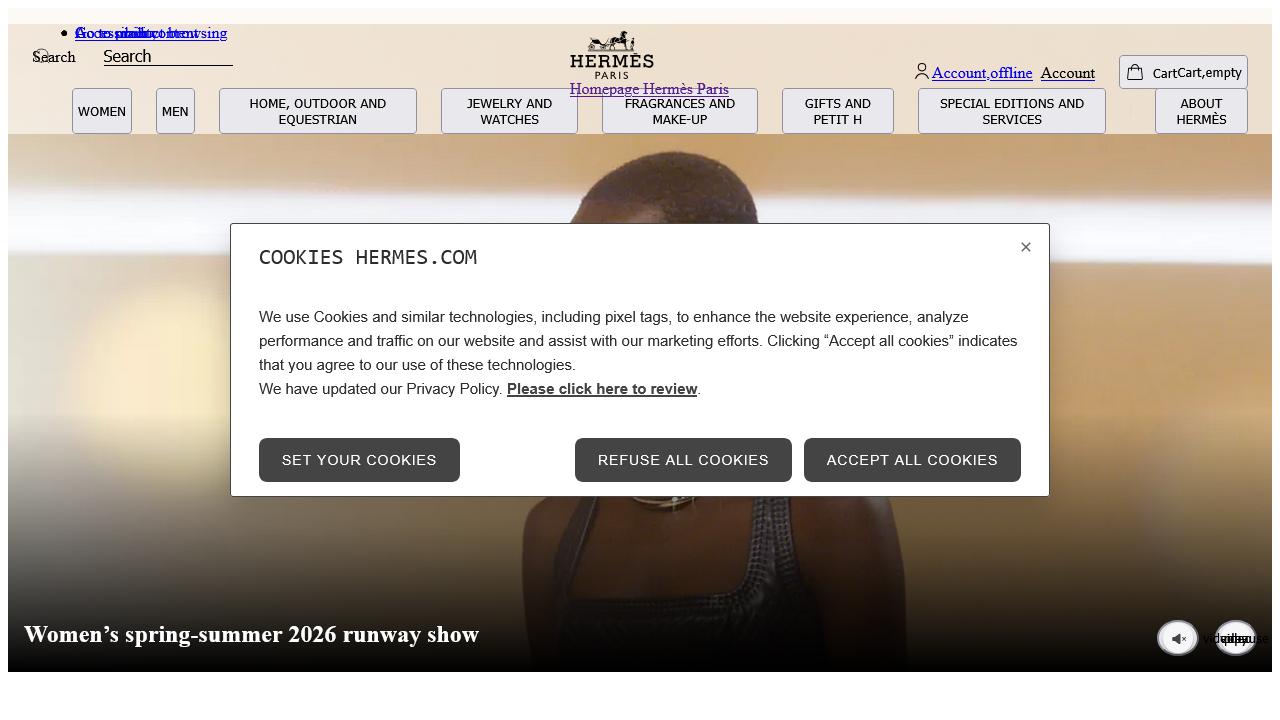 Search
Search
HERMÈS
PARIS
Homepage Hermès Paris
Account,offline Account
CartCart,empty
WOMEN
MEN
HOME, OUTDOOR AND
EQUESTRIAN
JEWELRY AND
WATCHES
FRAGRANCES AND
MAKE-UP
GIFTS AND
PETIT H
SPECIAL EDITIONS AND
SERVICES
ABOUT
HERMÈS
COOKIES HERMES.COM
×
We use Cookies and similar technologies, including pixel tags, to enhance the website experience, analyze
performance and traffic on our website and assist with our marketing efforts. Clicking “Accept all cookies” indicates
that you agree to our use of these technologies.
We have updated our Privacy Policy. Please click here to review.
SET YOUR COOKIES
REFUSE ALL COOKIES
ACCEPT ALL COOKIES
Women’s spring-summer 2026 runway show